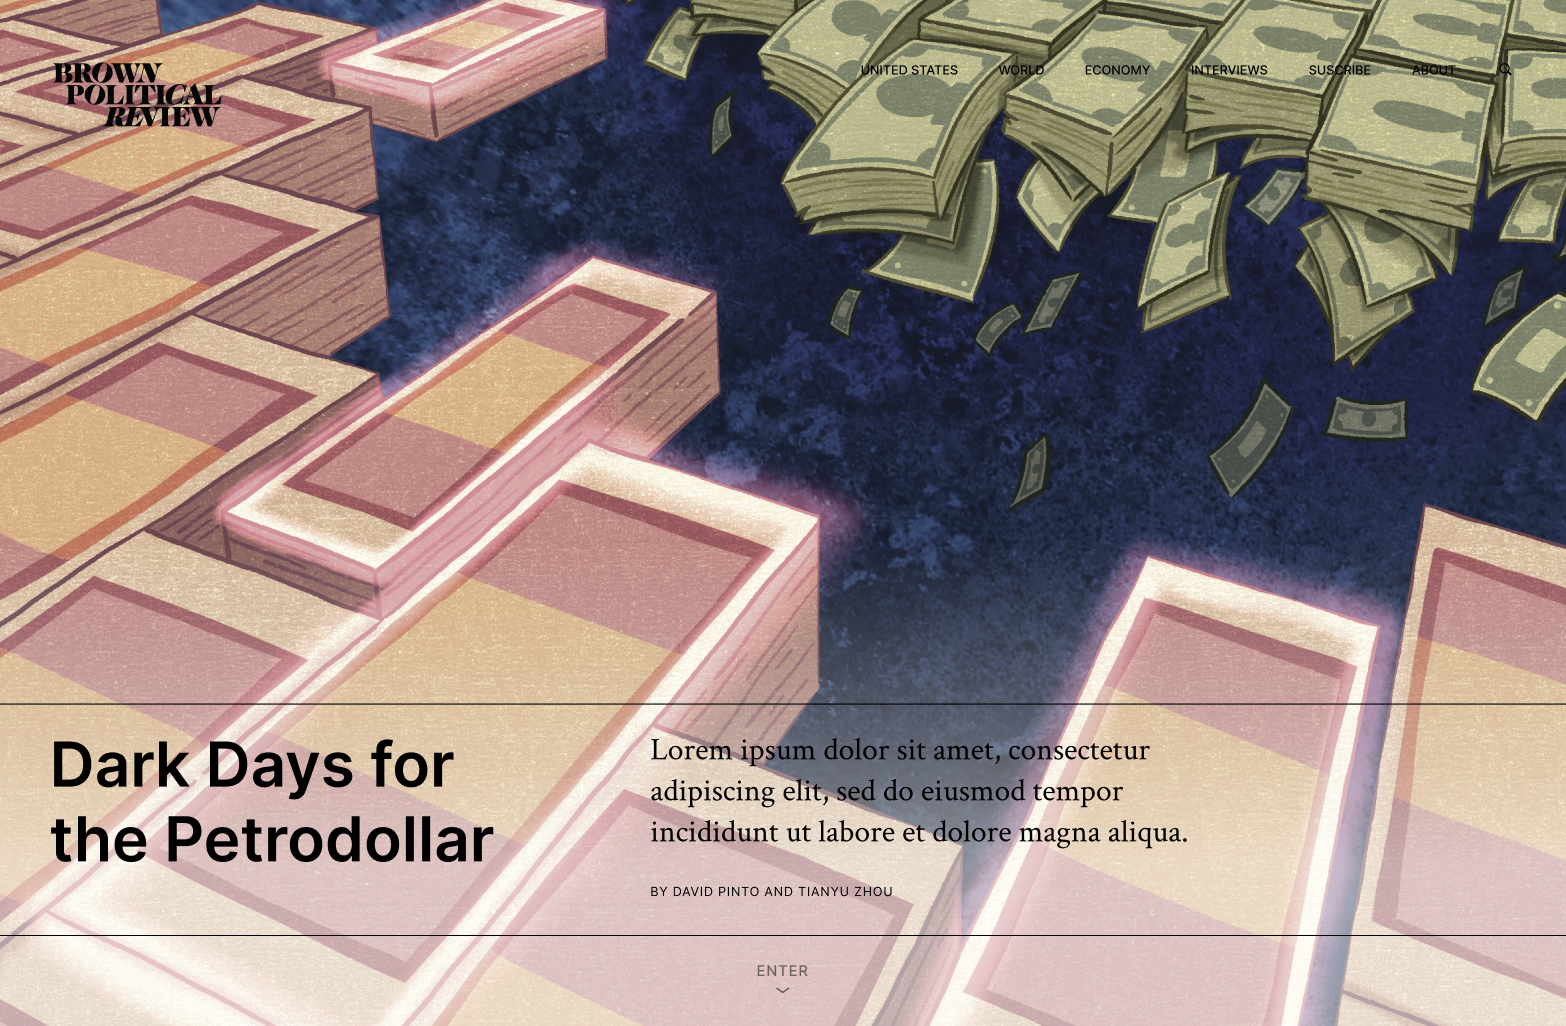 BROWN
POLITICAL
REVIEW
UNITED STATES
WORLD
ECONOMY
INTERVIEWS
SUSCRIBE
ABOUT
Dark Days for
the Petrodollar
Lorem ipsum dolor sit amet, consectetur
adipiscing elit, sed do eiusmod tempor
incididunt ut labore et dolore magna aliqua.
BY DAVID PINTO AND TIANYU ZHOU
ENTER